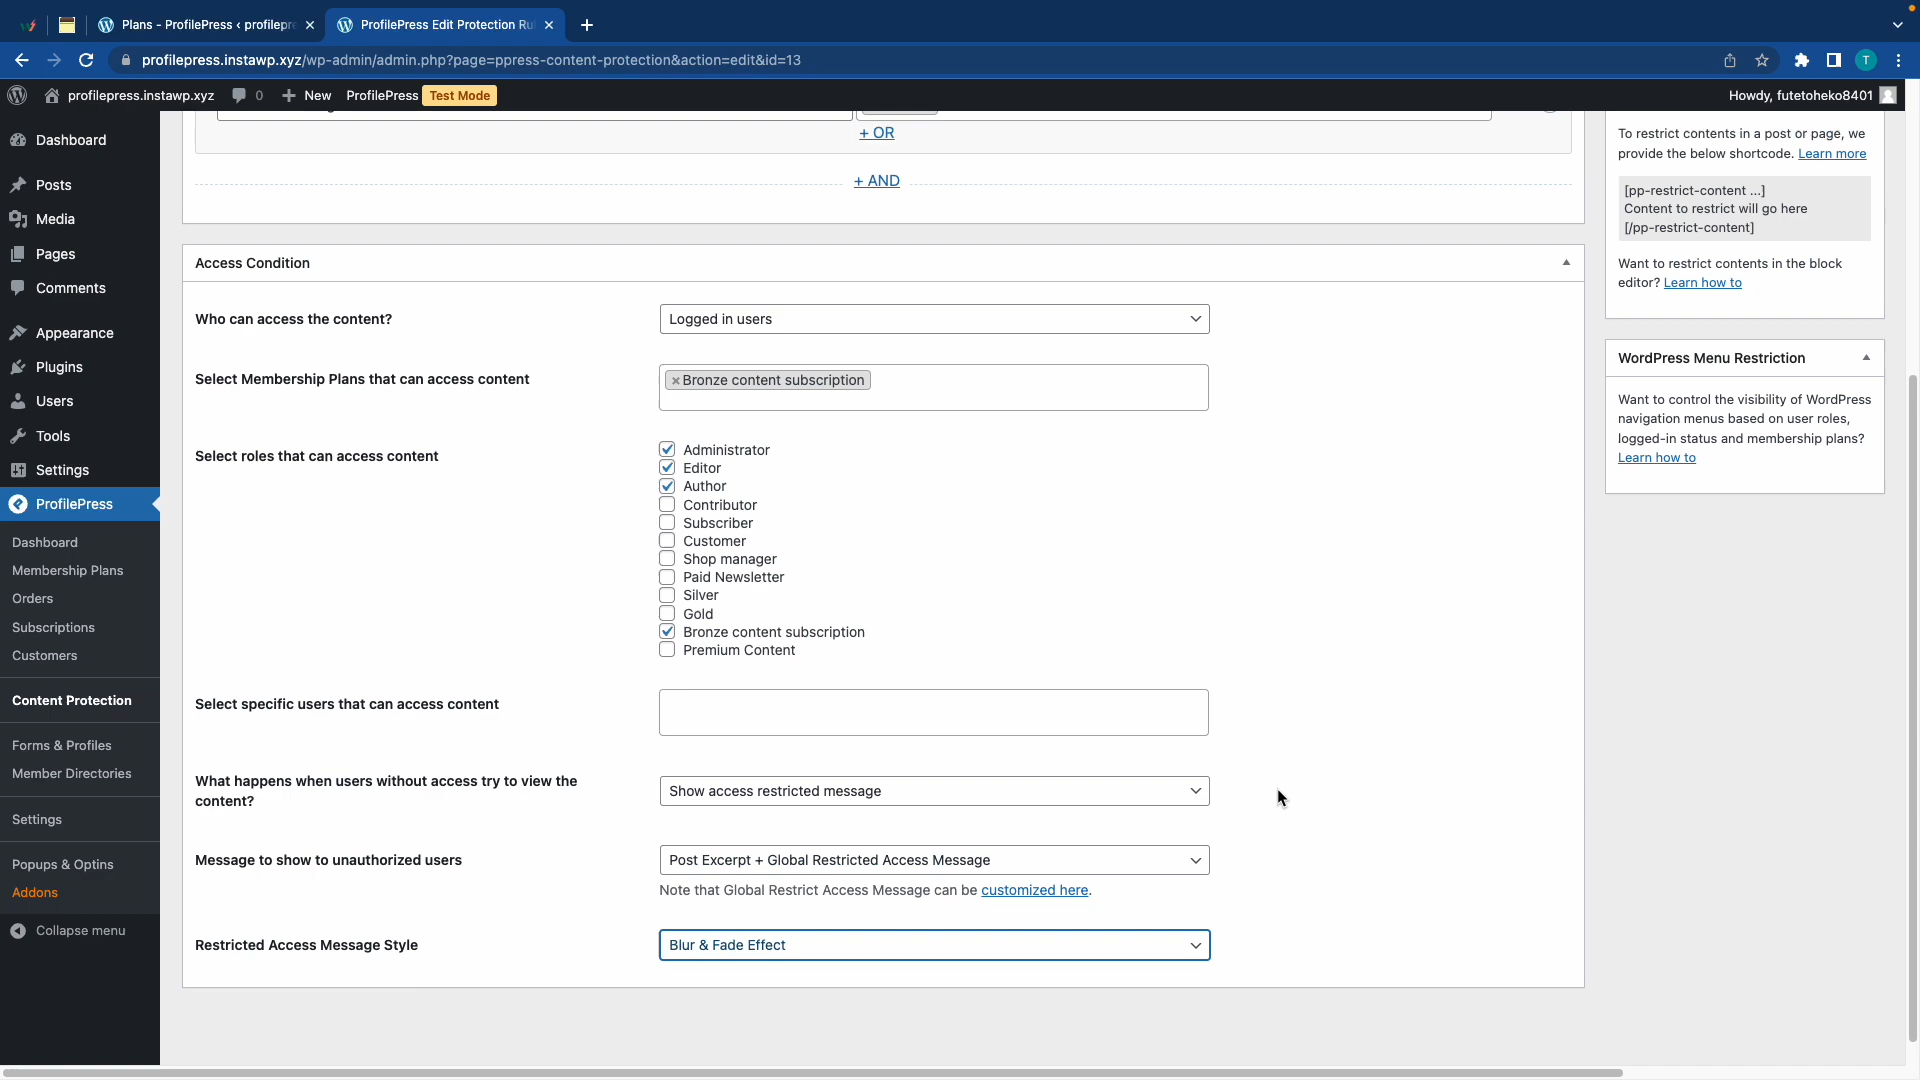 Plans - ProfilePress ‹ profilepr
ProfilePress Edit Protection Ru
profilepress.instawp.xyz/wp-admin/admin.php?page=ppress-content-protection&action=edit&id=13
T
profilepress.instawp.xyz
0
New
ProfilePress
Test Mode
Howdy, futetoheko8401
Dashboard
Posts
Media
Pages
Comments
Appearance
Plugins
Users
Tools
Settings
ProfilePress
Dashboard
Membership Plans
Orders
Subscriptions
Customers
Content Protection
Forms & Profiles
Member Directories
Settings
Popups & Optins
Addons
Collapse menu
+ OR
+ AND
Access Condition
Who can access the content?
Logged in users
Select Membership Plans that can access content
× Bronze content subscription
Select roles that can access content
Administrator
Editor
Author
Contributor
Subscriber
Customer
Shop manager
Paid Newsletter
Silver
Gold
Bronze content subscription
Premium Content
Select specific users that can access content
What happens when users without access try to view the
content?
Show access restricted message
Message to show to unauthorized users
Post Excerpt + Global Restricted Access Message
Note that Global Restrict Access Message can be customized here.
Restricted Access Message Style
Blur & Fade Effect
To restrict contents in a post or page, we
provide the below shortcode. Learn more
[pp-restrict-content ...]
Content to restrict will go here
[/pp-restrict-content]
Want to restrict contents in the block
editor? Learn how to
WordPress Menu Restriction
Want to control the visibility of WordPress
navigation menus based on user roles,
logged-in status and membership plans?
Learn how to